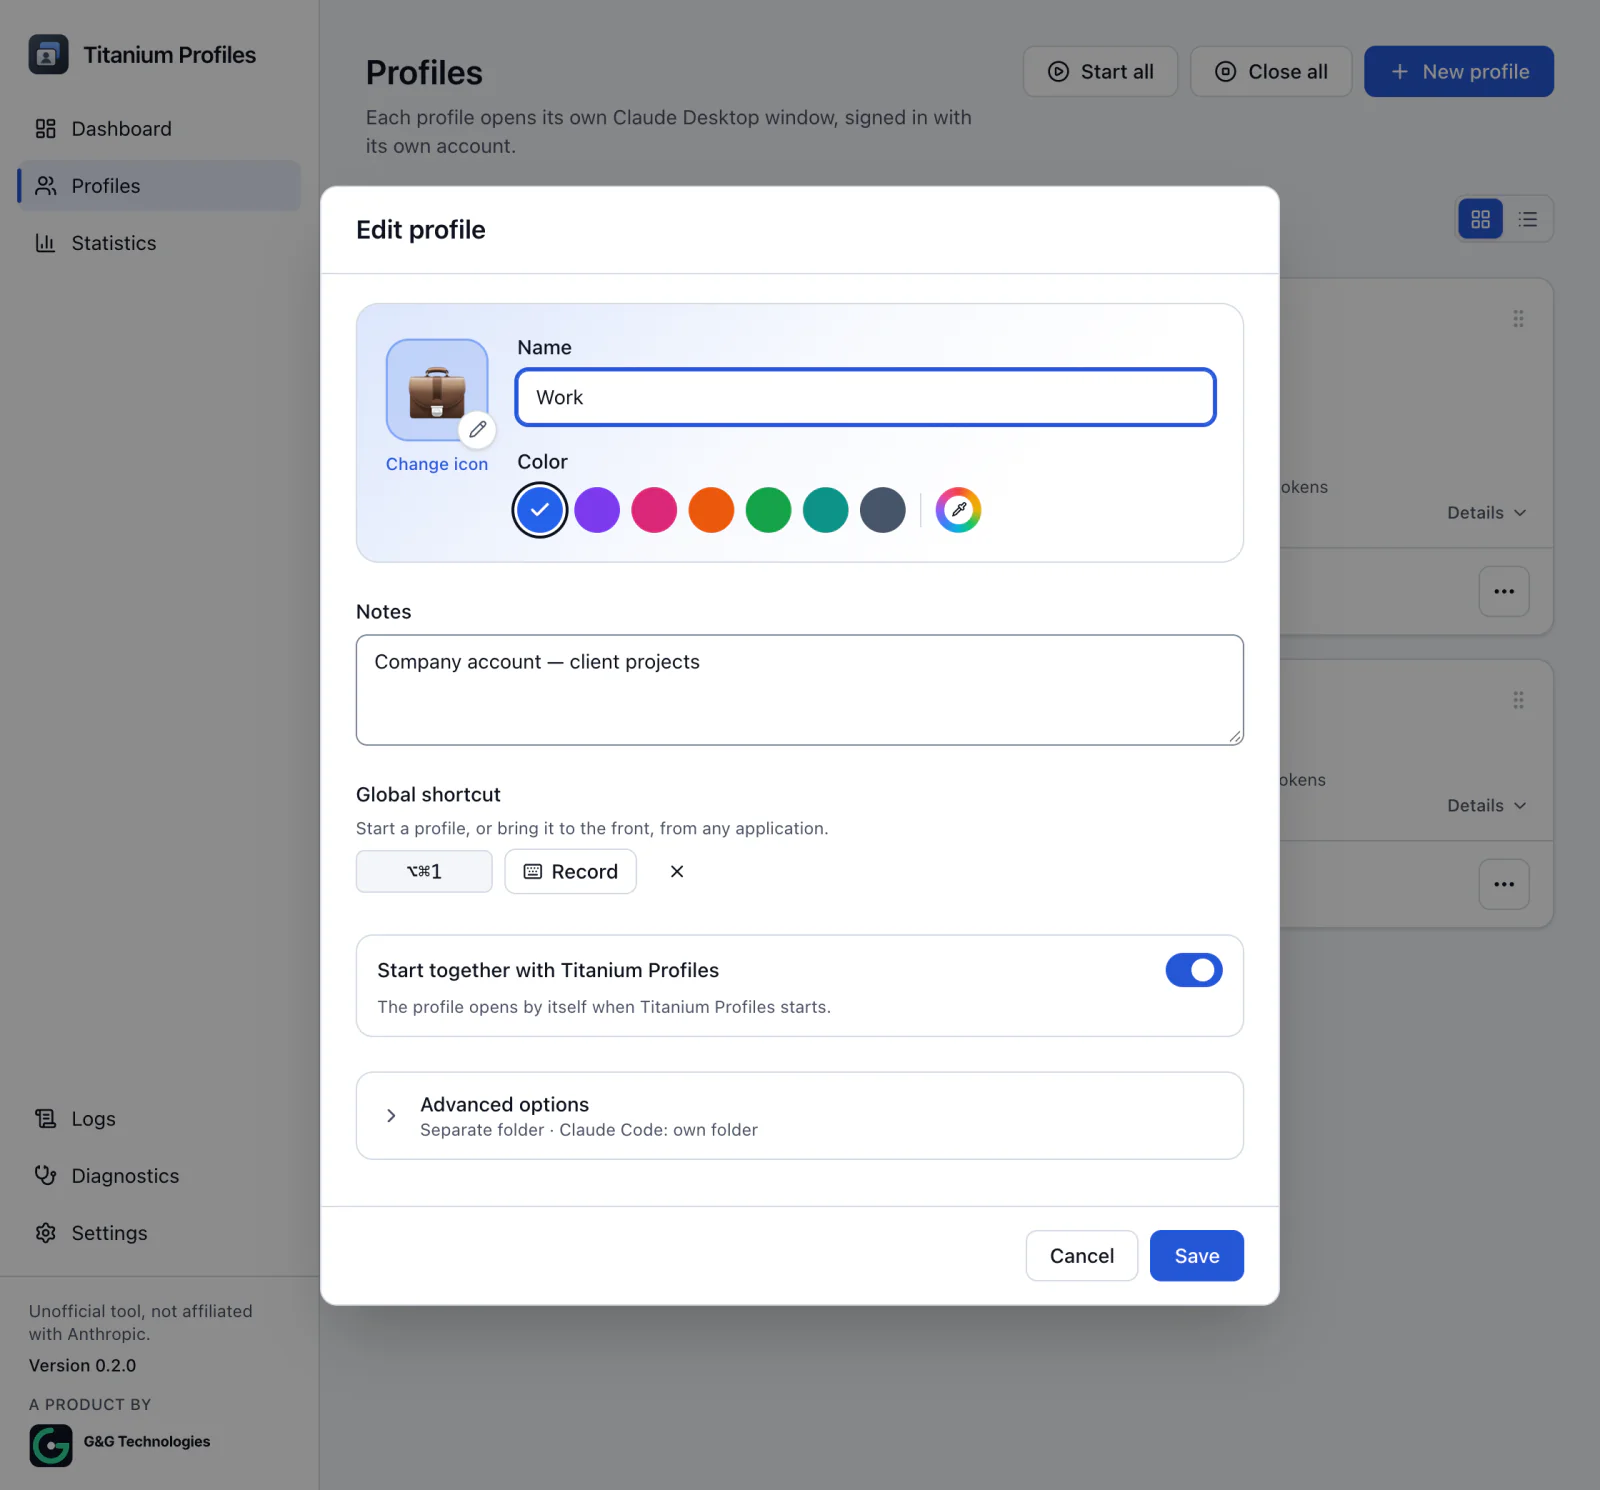 Titanium Profiles
Dashboard
Profiles
Statistics
Logs
Diagnostics
Settings
Unofficial tool, not affiliated
with Anthropic.
Version 0.2.0
A PRODUCT BY
G&G Technologies
Profiles
Each profile opens its own Claude Desktop window, signed in with
its own account.
Start all
Close all
New profile
okens
Details
okens
Details
Edit profile
Name
Work
Change icon
Color
Notes
Company account — client projects
Global shortcut
Start a profile, or bring it to the front, from any application.
⌥⌘1
Record
Start together with Titanium Profiles
The profile opens by itself when Titanium Profiles starts.
Advanced options
Separate folder · Claude Code: own folder
Cancel
Save